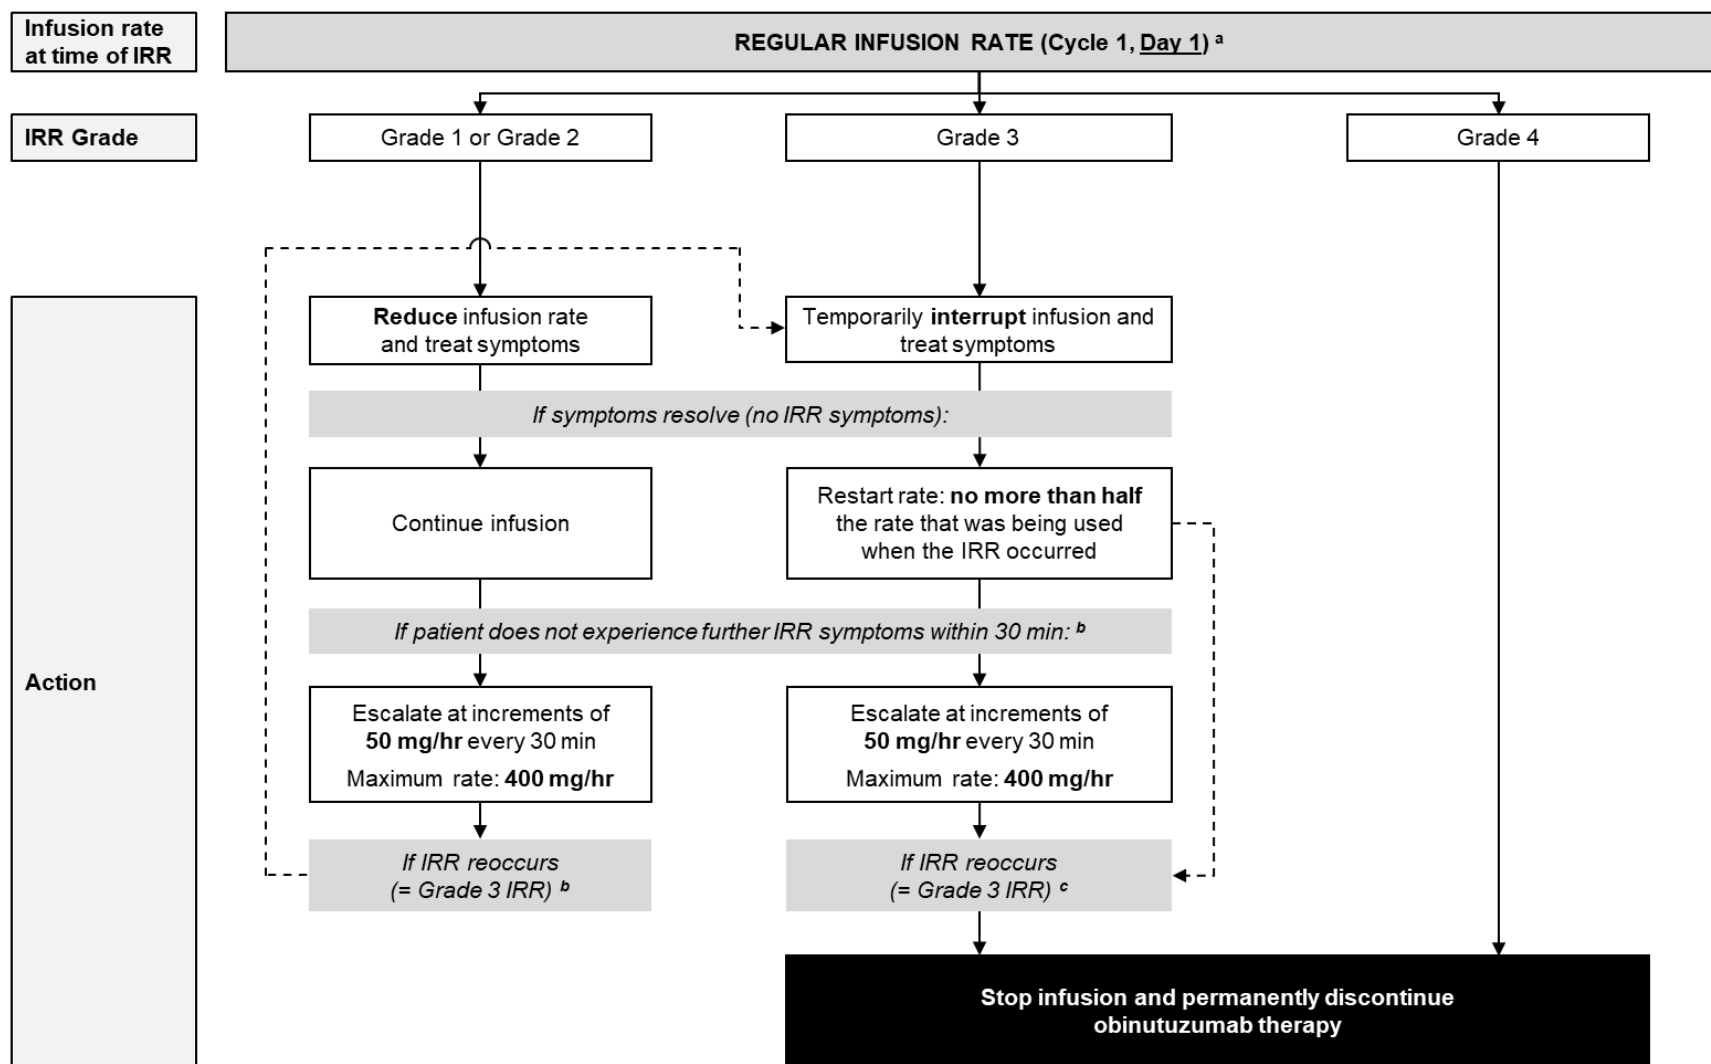 Infusion rate
at time of IRR
REGULAR INFUSION RATE (Cycle 1, Day 1) a
IRR Grade
Grade 1 or Grade 2
Grade 3
Grade 4
Action
Reduce infusion rate
and treat symptoms
Temporarily interrupt infusion and
treat symptoms
If symptoms resolve (no IRR symptoms):
Continue infusion
Restart rate: no more than half
the rate that was being used
when the IRR occurred
If patient does not experience further IRR symptoms within 30 min: b
Escalate at increments of
50 mg/hr every 30 min
Maximum rate: 400 mg/hr
Escalate at increments of
50 mg/hr every 30 min
Maximum rate: 400 mg/hr
If IRR reoccurs
(= Grade 3 IRR) b
If IRR reoccurs
(= Grade 3 IRR) c
Stop infusion and permanently discontinue
obinutuzumab therapy